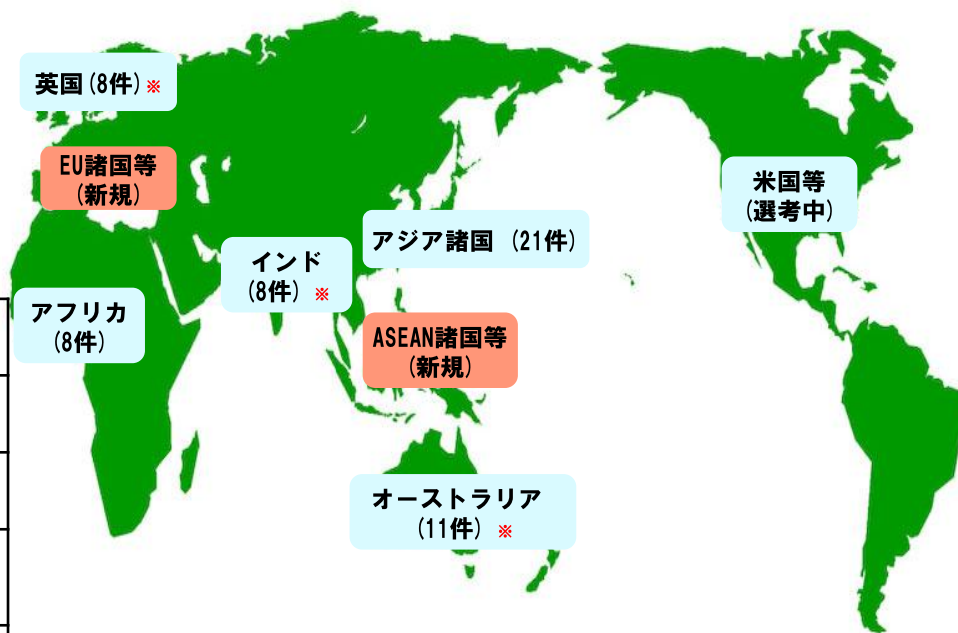 英国(8件)※
EU諸国等
(新規)
米国等
(選考中)
アジア諸国 (21件)
インド
(8件) ※
アフリカ
(8件)
ASEAN諸国等
(新規)
オーストラリア
(11件) ※